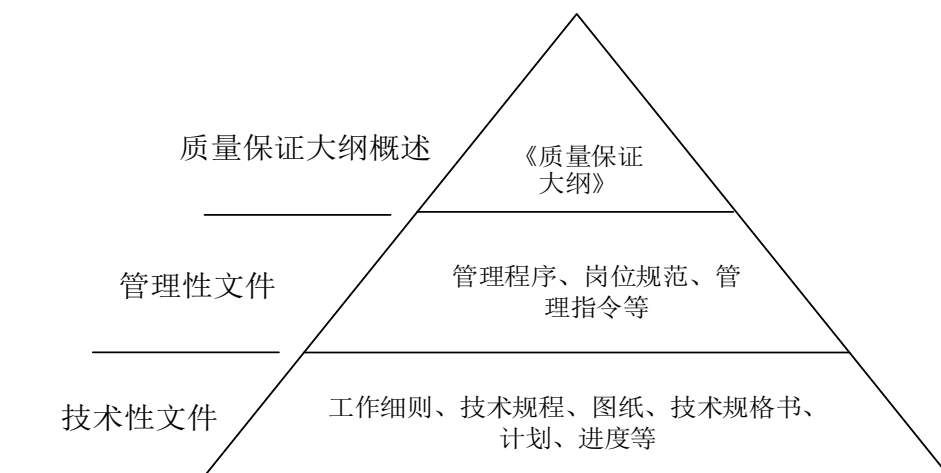 质量保证大纲概述
《质量保证
大纲》
管理性文件
管理程序、岗位规范、管
理指令等
技术性文件
工作细则、技术规程、图纸、技术规格书、
计划、进度等